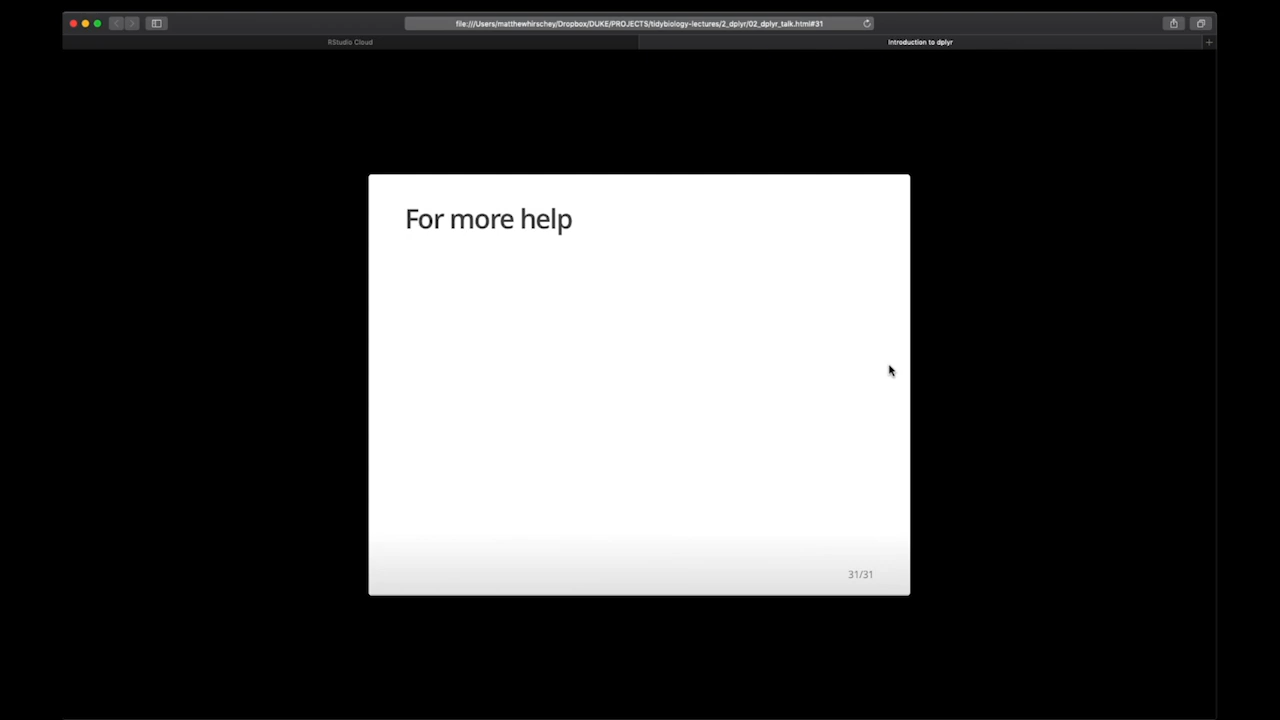 file:///Users/matthewhirschey/Dropbox/DUKE/PROJECTS/tidybiology-lectures/2_dplyr/02_dplyr_talk.html#31
RStudio Cloud
Introduction to dplyr
For more help
31/31